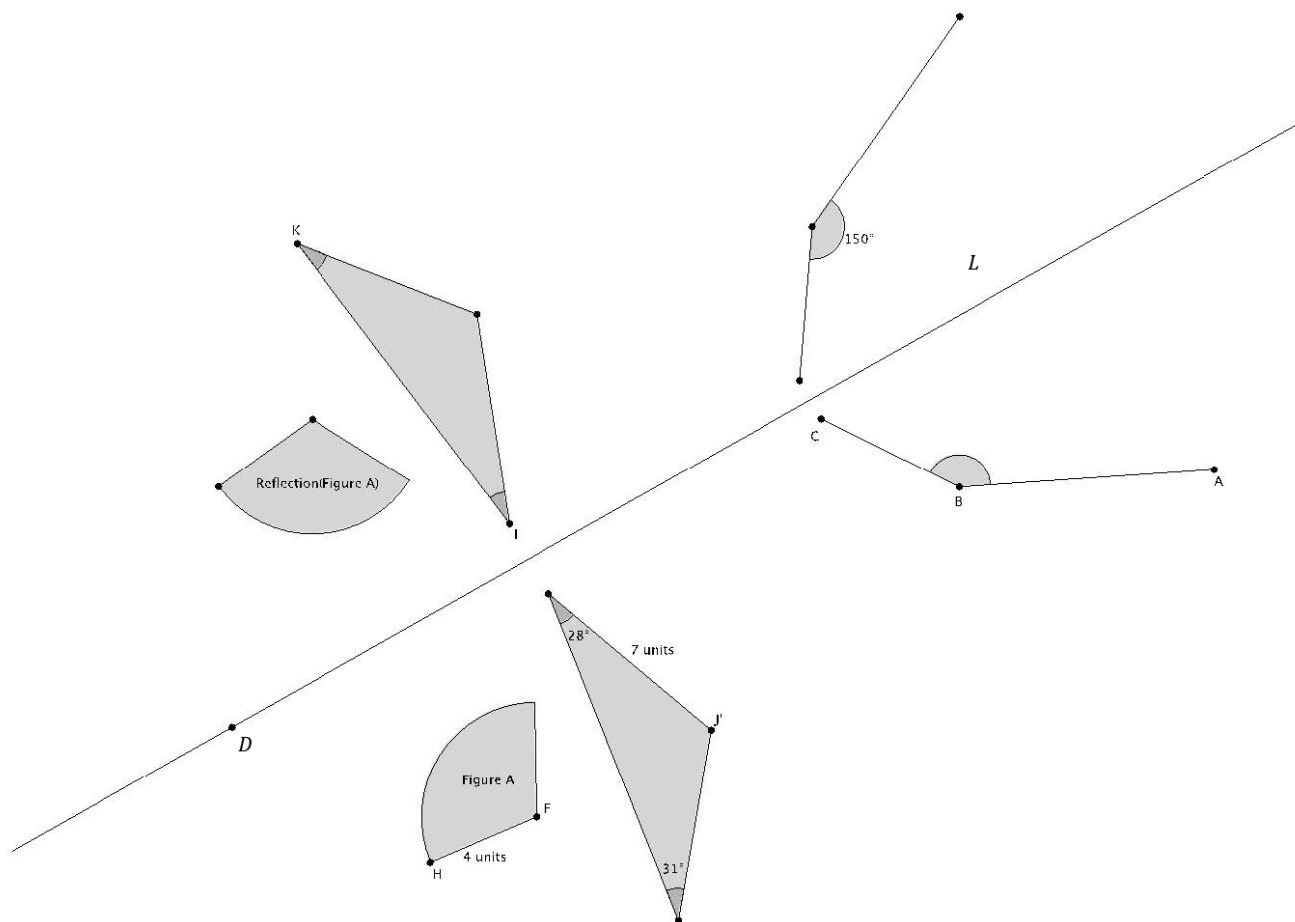 150°
L
K
C
A
B
Reflection(Figure A)
I
28°
7 units
J'
D
Figure A
F
4 units
H
31°